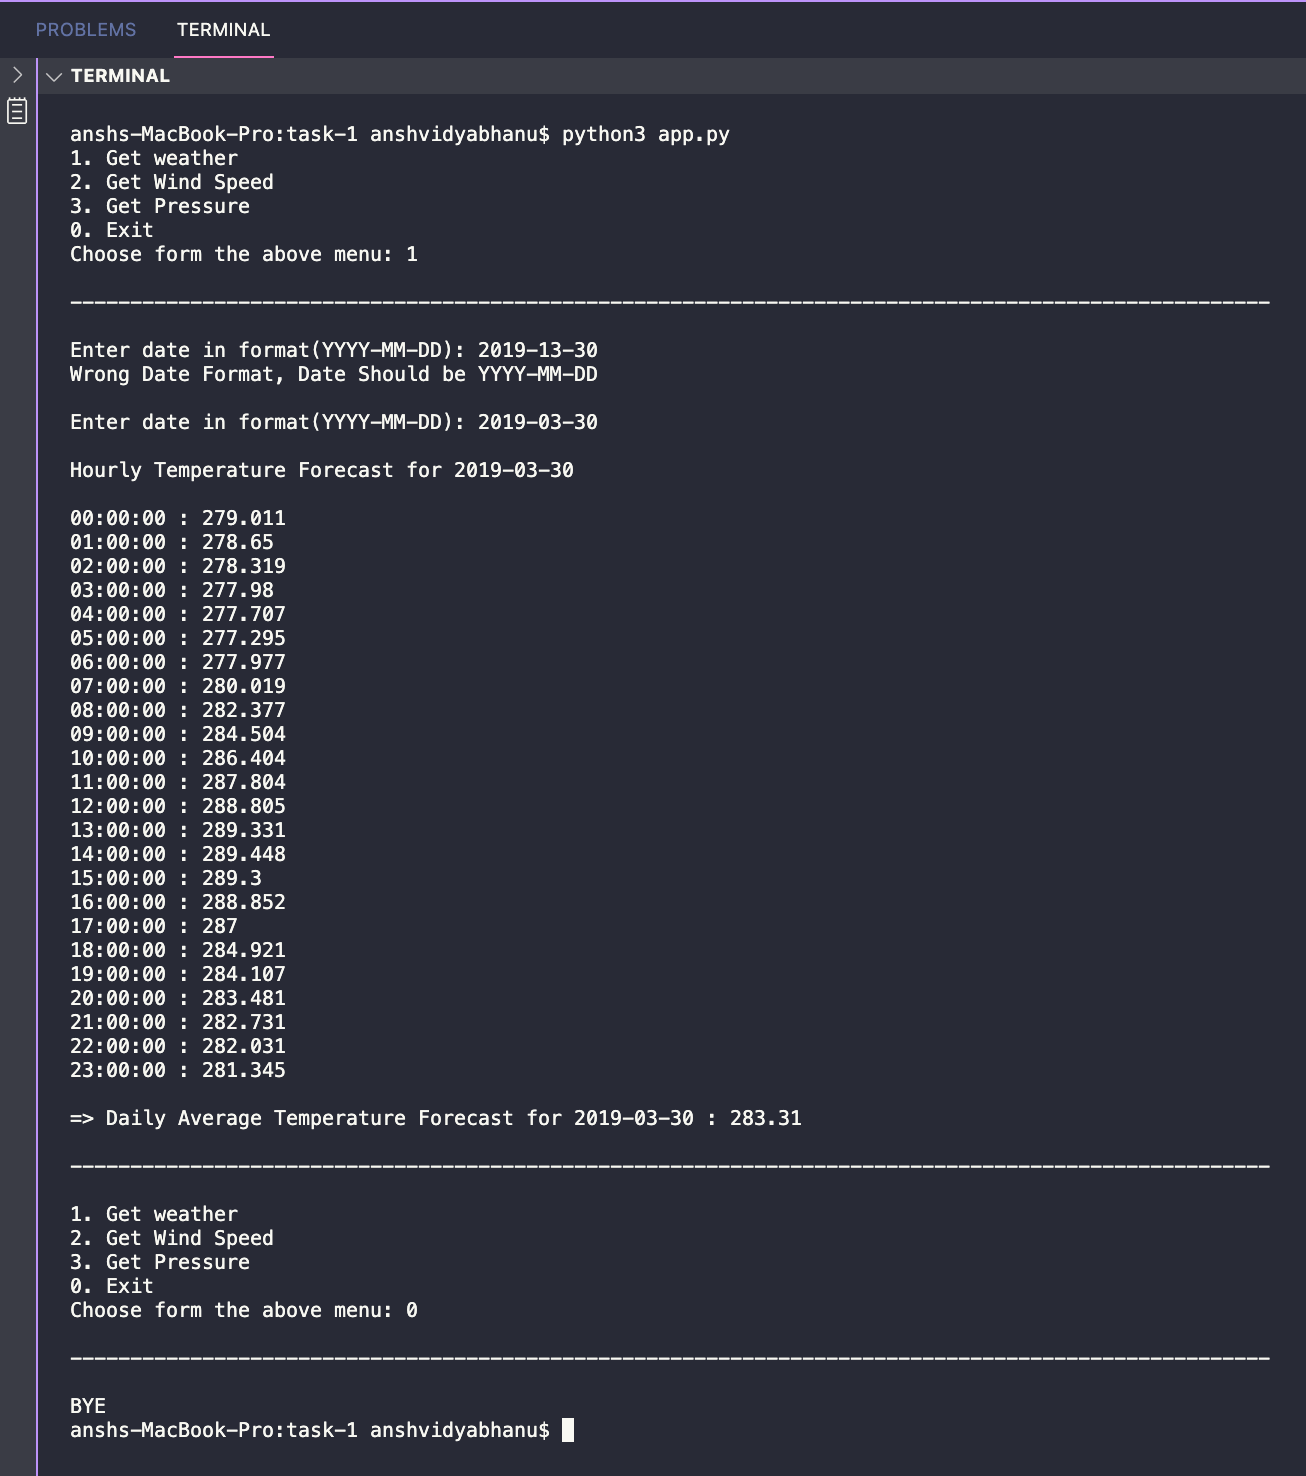 PROBLEMS TERMINAL
TERMINAL
anshs-MacBook-Pro:task-1 anshvidyabhanu$ python3 app.py
1. Get weather
2. Get Wind Speed
3. Get Pressure
0. Exit
Choose form the above menu: 1
----------------------------------------------------------------------------------------------------
Enter date in format(YYYY-MM-DD): 2019-13-30
Wrong Date Format, Date Should be YYYY-MM-DD
Enter date in format(YYYY-MM-DD): 2019-03-30
Hourly Temperature Forecast for 2019-03-30
00:00:00 : 279.011
01:00:00 : 278.65
02:00:00 : 278.319
03:00:00 : 277.98
04:00:00 : 277.707
05:00:00 : 277.295
06:00:00 : 277.977
07:00:00 : 280.019
08:00:00 : 282.377
09:00:00 : 284.504
10:00:00 : 286.404
11:00:00 : 287.804
12:00:00 : 288.805
13:00:00 : 289.331
14:00:00 : 289.448
15:00:00 : 289.3
16:00:00 : 288.852
17:00:00 : 287
18:00:00 : 284.921
19:00:00 : 284.107
20:00:00 : 283.481
21:00:00 : 282.731
22:00:00 : 282.031
23:00:00 : 281.345
=> Daily Average Temperature Forecast for 2019-03-30 : 283.31
----------------------------------------------------------------------------------------------------
1. Get weather
2. Get Wind Speed
3. Get Pressure
0. Exit
Choose form the above menu: 0
----------------------------------------------------------------------------------------------------
BYE
anshs-MacBook-Pro:task-1 anshvidyabhanu$